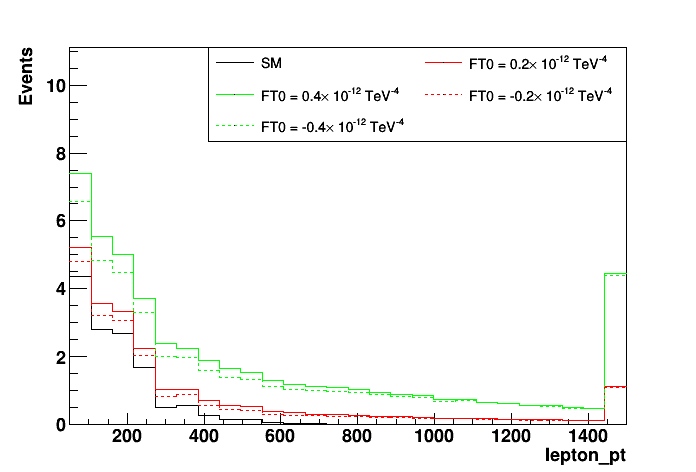 Events
10
8
6
4
2
0
SM
FT0 = 0.2× 10⁻¹² TeV⁻⁴
FT0 = 0.4× 10⁻¹² TeV⁻⁴
FT0 = -0.2× 10⁻¹² TeV⁻⁴
FT0 = -0.4× 10⁻¹² TeV⁻⁴
200 400 600 800 1000 1200 1400
lepton_pt